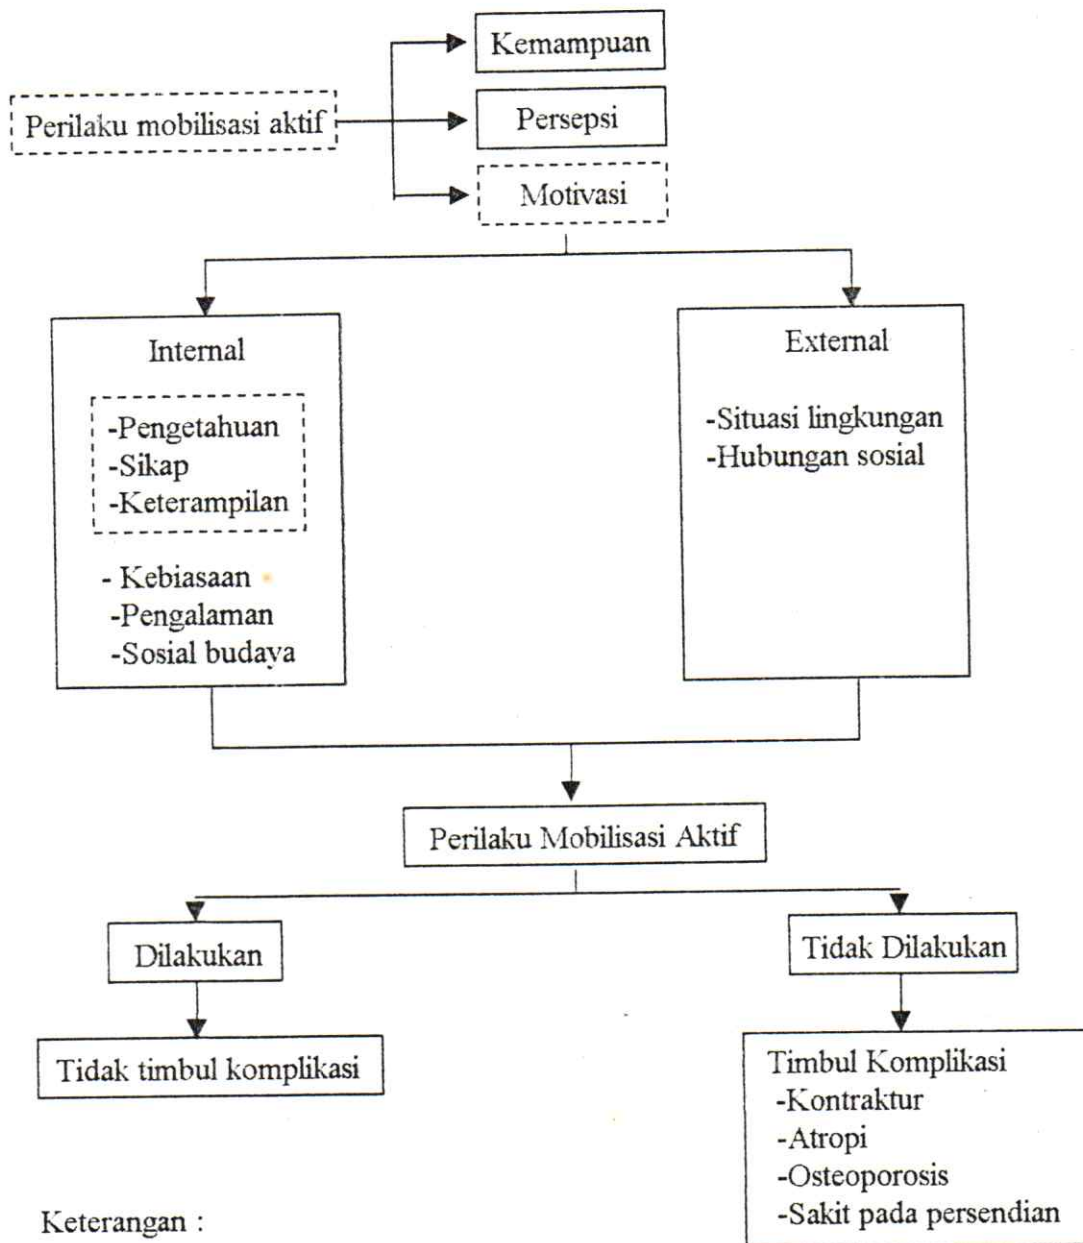 Kemampuan
Perilaku mobilisasi aktif
Persepsi
Motivasi
Internal
-Pengetahuan
-Sikap
-Keterampilan
- Kebiasaan
-Pengalaman
-Sosial budaya
External
-Situasi lingkungan
-Hubungan sosial
Perilaku Mobilisasi Aktif
Dilakukan
Tidak Dilakukan
Tidak timbul komplikasi
Timbul Komplikasi
-Kontraktur
-Atropi
-Osteoporosis
-Sakit pada persendian
Keterangan :